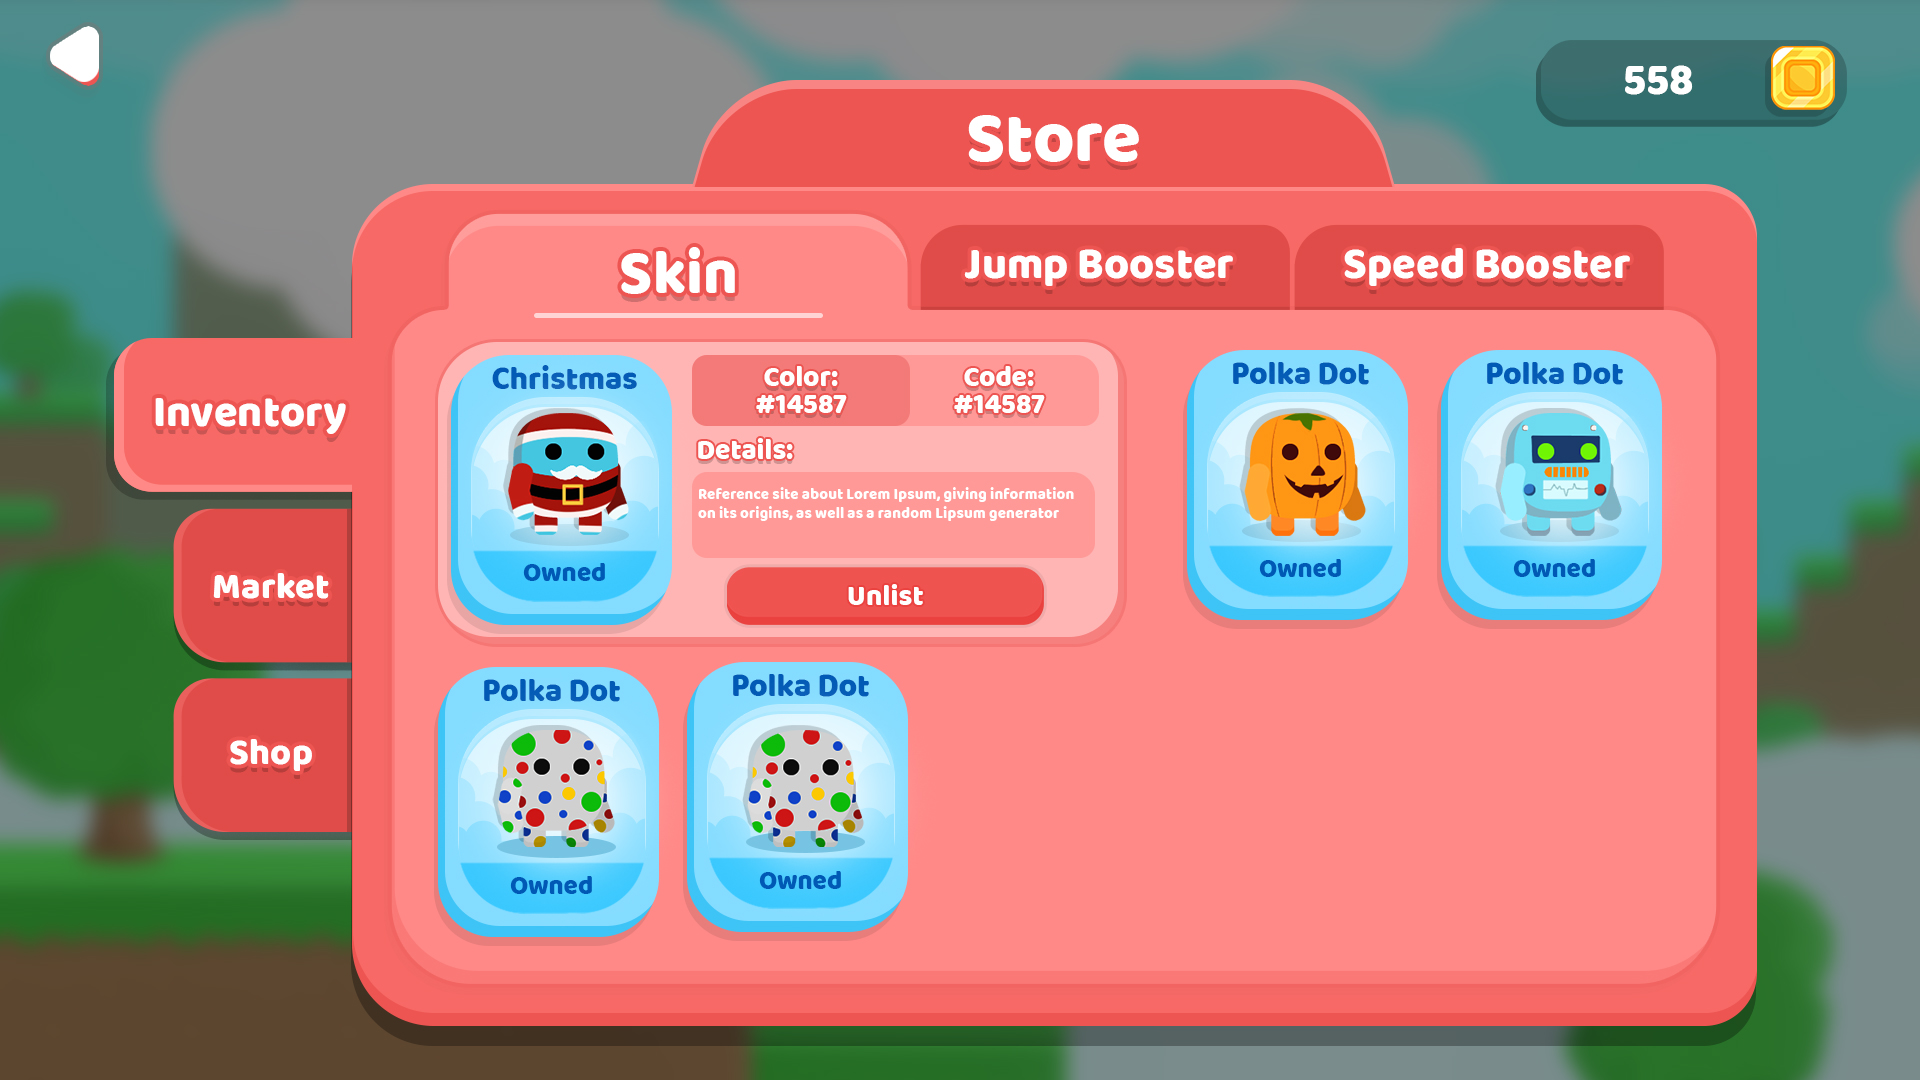 558
Store
Skin
Jump Booster
Speed Booster
Inventory
Market
Shop
Christmas
Owned
Color:
#14587
Code:
#14587
Details:
Reference site about Lorem Ipsum, giving information
on its origins, as well as a random Lipsum generator
Unlist
Polka Dot
Owned
Polka Dot
Owned
Polka Dot
Owned
Polka Dot
Owned